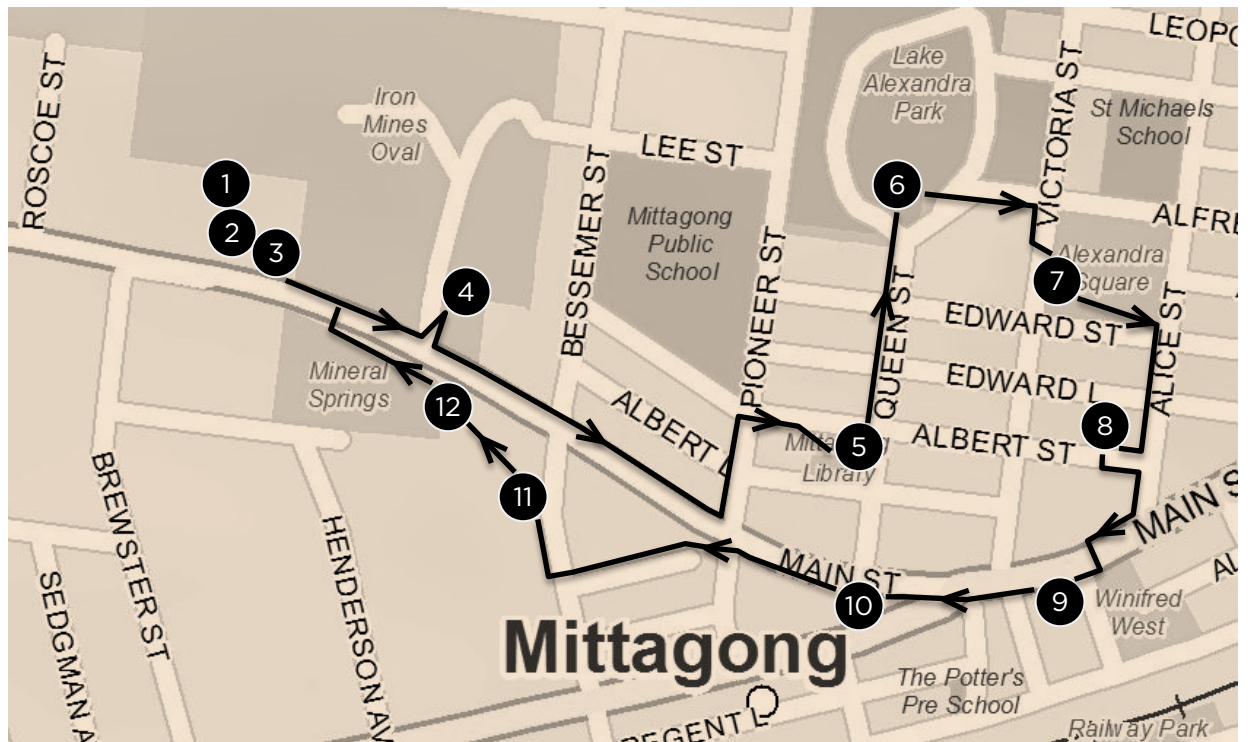 LEOPO
ROSCOE ST
Lake
Alexandra
Park
VICTORIA ST
St Michaels
School
Iron
Mines
Oval
LEE ST
1
6
ALFRE
2
BESSEMER ST
Mittagong
Public
School
PIONEER ST
3
Alexandra
Square
7
4
QUEEN ST
EDWARD ST
ALICE ST
Mineral
Springs
EDWARD L
12
ALBERT L
8
ALBERT ST
5
Mittagong
Library
BREWSTER ST
11
MAIN S
HENDERSON AV
MAIN ST
AL
SEDGMAN A
10
9
Winifred
West
Mittagong
The Potter's
Pre School
REGENT L
Railway Park